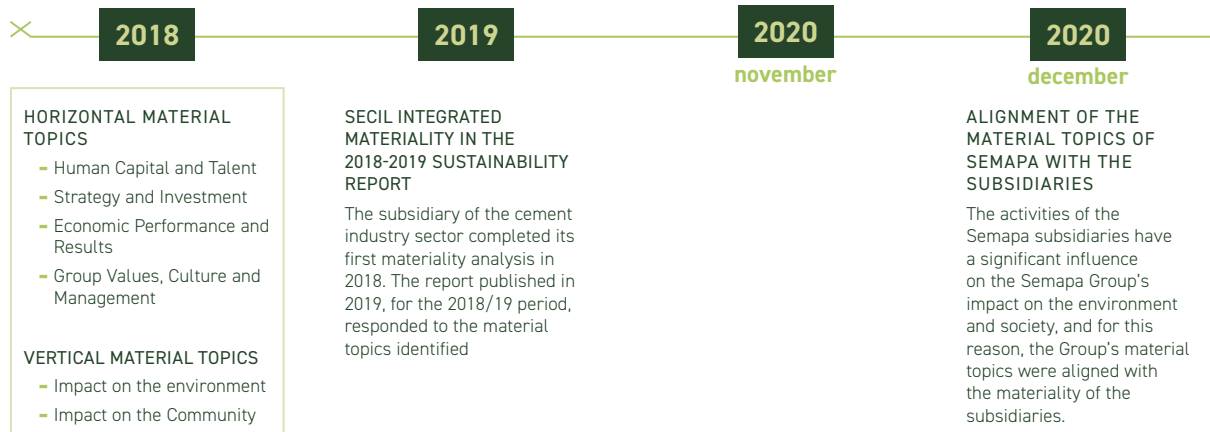 2018
HORIZONTAL MATERIAL
TOPICS
- Human Capital and Talent
- Strategy and Investment
- Economic Performance and
Results
- Group Values, Culture and
Management
VERTICAL MATERIAL TOPICS
- Impact on the environment
- Impact on the Community
2019
SECIL INTEGRATED
MATERIALITY IN THE
2018-2019 SUSTAINABILITY
REPORT
The subsidiary of the cement
industry sector completed its
first materiality analysis in
2018. The report published in
2019, for the 2018/19 period,
responded to the material
topics identified
2020
november
2020
december
ALIGNMENT OF THE
MATERIAL TOPICS OF
SEMAPA WITH THE
SUBSIDIARIES
The activities of the
Semapa subsidiaries have
a significant influence
on the Semapa Group's
impact on the environment
and society, and for this
reason, the Group's material
topics were aligned with
the materiality of the
subsidiaries.